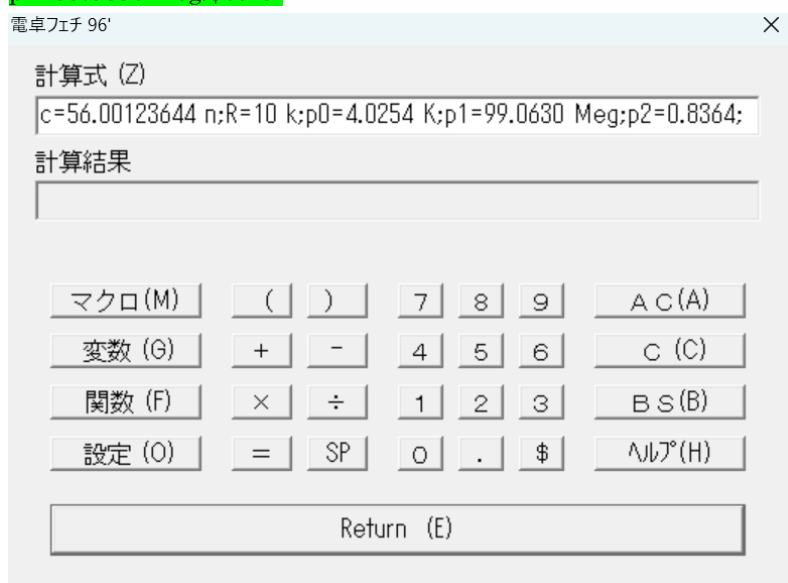 電卓フェチ 96'
計算式 (Z)
c=56.00123644 n;R=10 k;p0=4.0254 K;p1=99.0630 Meg;p2=0.8364;
計算結果
マクロ(M) ( ) 7 8 9 AC(A)
変数 (G) + - 4 5 6 C (C)
関数 (F) × ÷ 1 2 3 BS(B)
設定 (O) = SP 0 . $ ヘルプ(H)
Return (E)